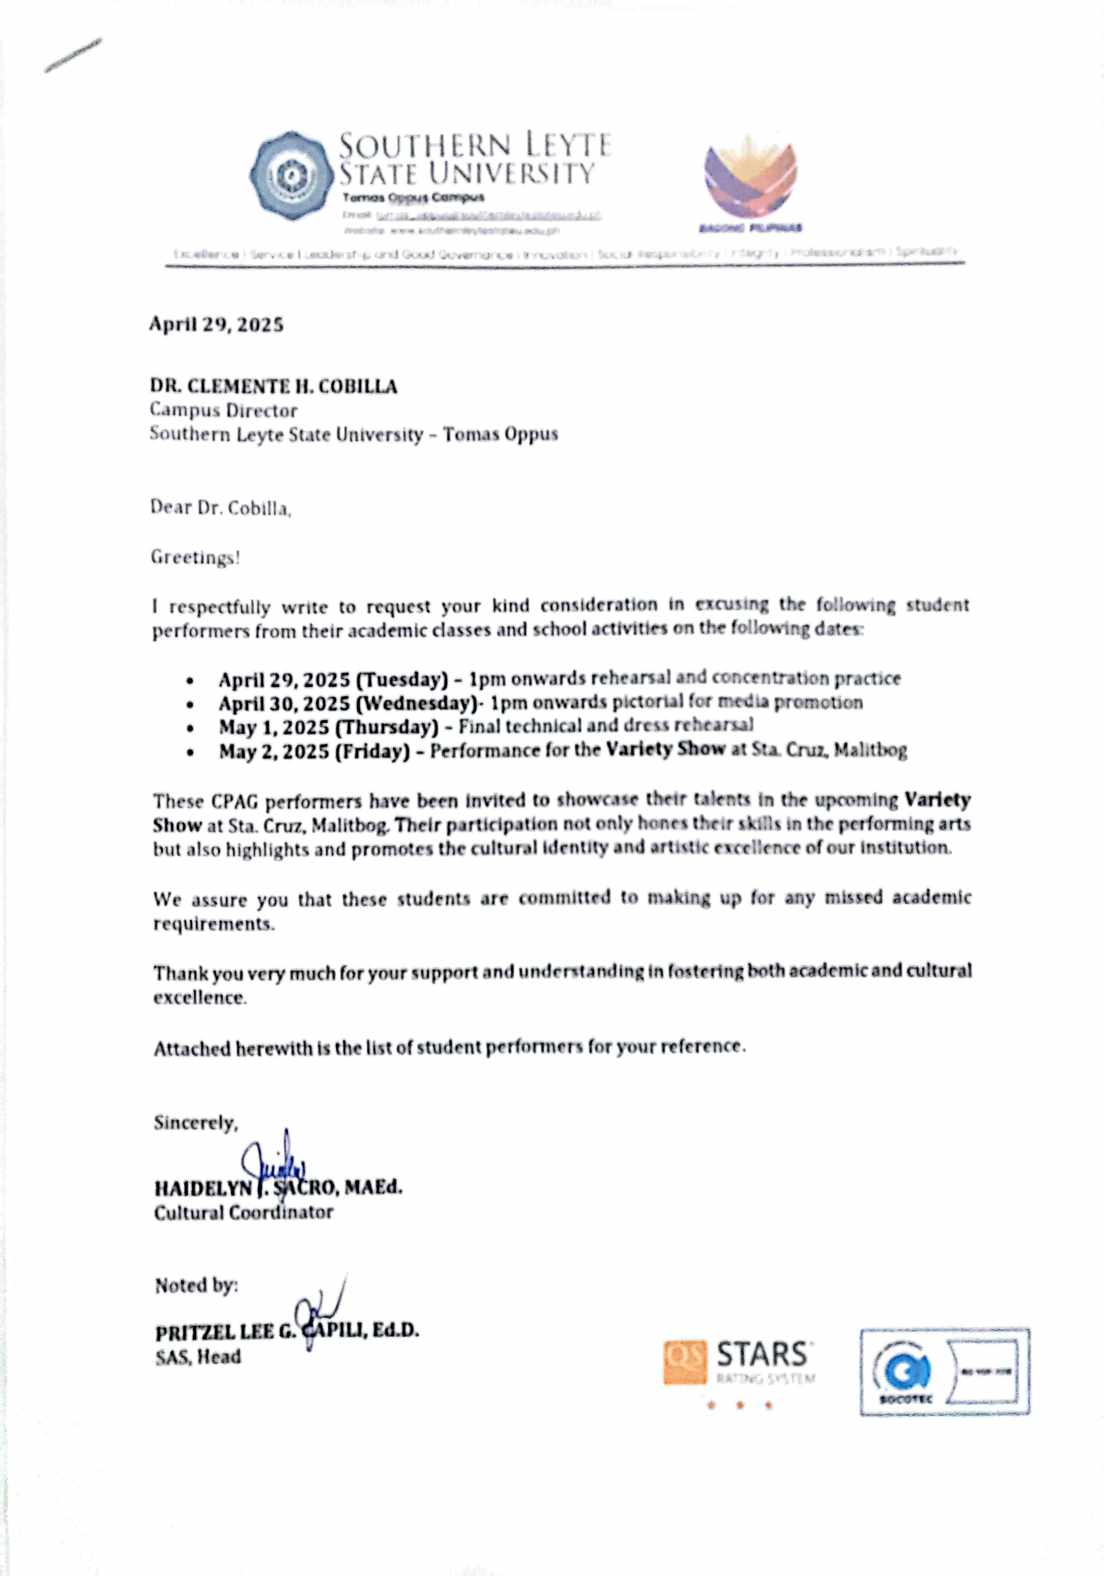 SOUTHERN LEYTE
STATE UNIVERSITY
Tomas Oppus Campus
Website: www.southernleytestateu.edu.ph
BAGONG PILIPINAS
Excellence | Service | Leadership and Good Governance | Innovation | Social Responsibility | Integrity | Professionalism | Spirituality
April 29, 2025
DR. CLEMENTE H. COBILLA
Campus Director
Southern Leyte State University – Tomas Oppus
Dear Dr. Cobilla,
Greetings!
I respectfully write to request your kind consideration in excusing the following student
performers from their academic classes and school activities on the following dates:
• April 29, 2025 (Tuesday) – 1pm onwards rehearsal and concentration practice
• April 30, 2025 (Wednesday)- 1pm onwards pictorial for media promotion
• May 1, 2025 (Thursday) – Final technical and dress rehearsal
• May 2, 2025 (Friday) – Performance for the Variety Show at Sta. Cruz, Malitbog
These CPAG performers have been invited to showcase their talents in the upcoming Variety
Show at Sta. Cruz, Malitbog. Their participation not only hones their skills in the performing arts
but also highlights and promotes the cultural identity and artistic excellence of our institution.
We assure you that these students are committed to making up for any missed academic
requirements.
Thank you very much for your support and understanding in fostering both academic and cultural
excellence.
Attached herewith is the list of student performers for your reference.
Sincerely,
HAIDELYN J. SACRO, MAEd.
Cultural Coordinator
Noted by:
PRITZEL LEE G. CAPILI, Ed.D.
SAS, Head
QS STARS
RATING SYSTEM
SOCOTEC